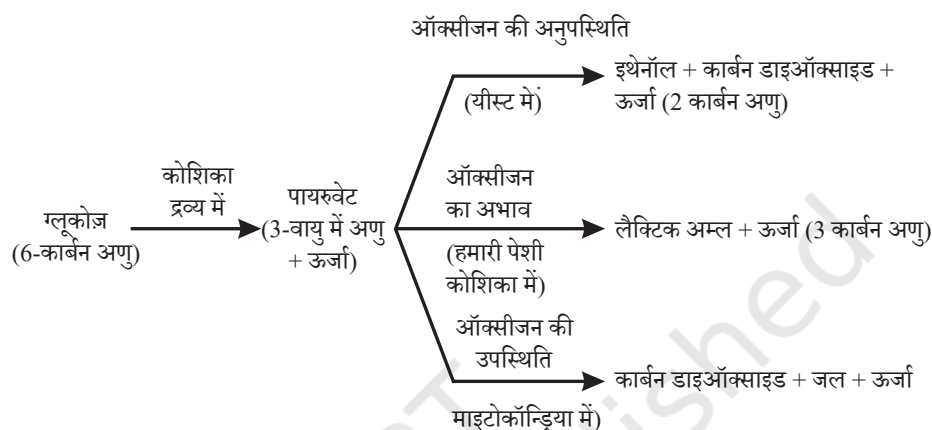 ऑक्सीजन की अनुपस्थिति
इथेनॉल + कार्बन डाइऑक्साइड +
ऊर्जा (2 कार्बन अणु)
(यीस्ट में)
कोशिका
द्रव्य में
ग्लूकोज़
(6-कार्बन अणु)
पायरुवेट
(3-वायु में अणु
+ ऊर्जा)
ऑक्सीजन
का अभाव
(हमारी पेशी
कोशिका में)
लैक्टिक अम्ल + ऊर्जा (3 कार्बन अणु)
ऑक्सीजन की
उपस्थिति
माइटोकॉन्ड्रिया में)
कार्बन डाइऑक्साइड + जल + ऊर्जा